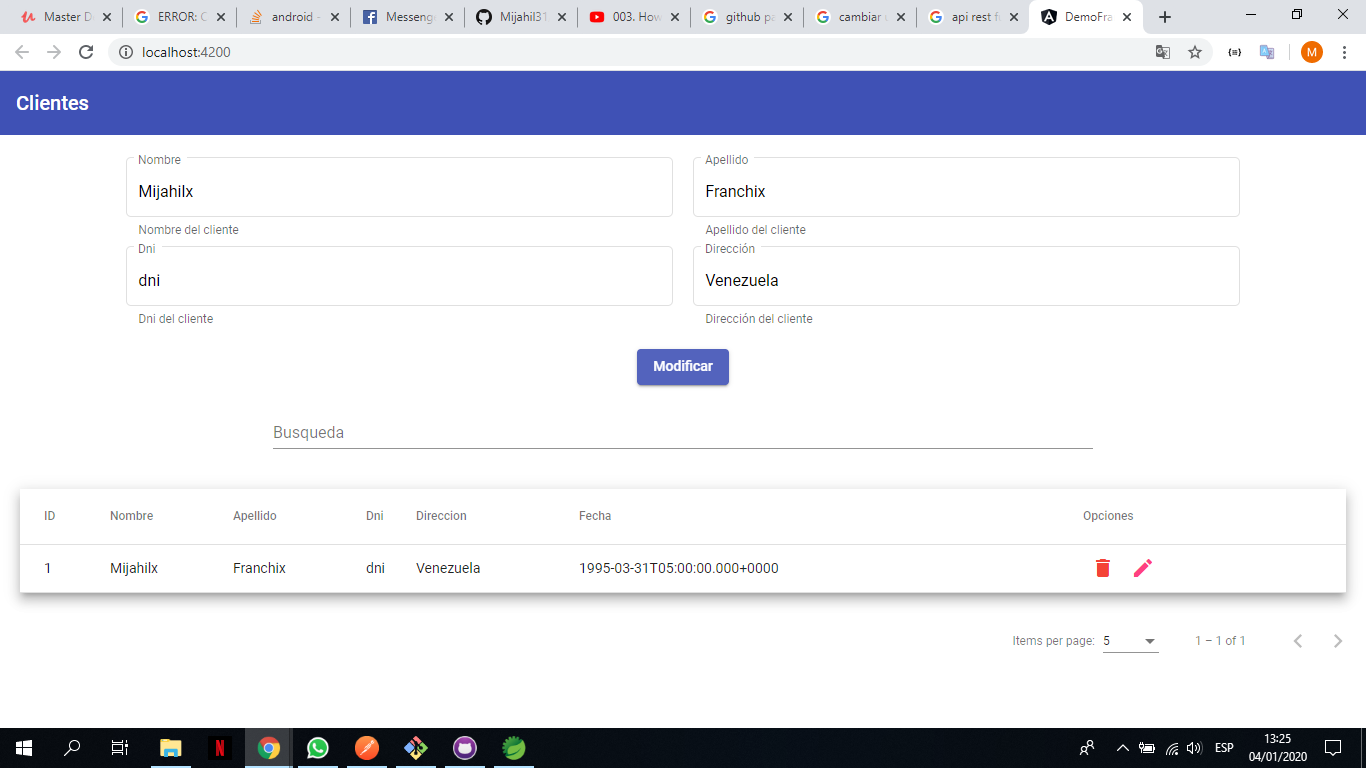 Master D
ERROR: C
android -
Messeng
Mijahil31
003. How
github pa
cambiar u
api rest f
DemoFra
localhost:4200
M
Clientes
Nombre
Apellido
Mijahilx
Franchix
Nombre del cliente
Apellido del cliente
Dni
Dirección
dni
Venezuela
Dni del cliente
Dirección del cliente
Modificar
Busqueda
ID Nombre Apellido Dni Direccion Fecha Opciones
1 Mijahilx Franchix dni Venezuela 1995-03-31T05:00:00.000+0000
Items per page: 5 1 – 1 of 1
ESP
13:25
04/01/2020